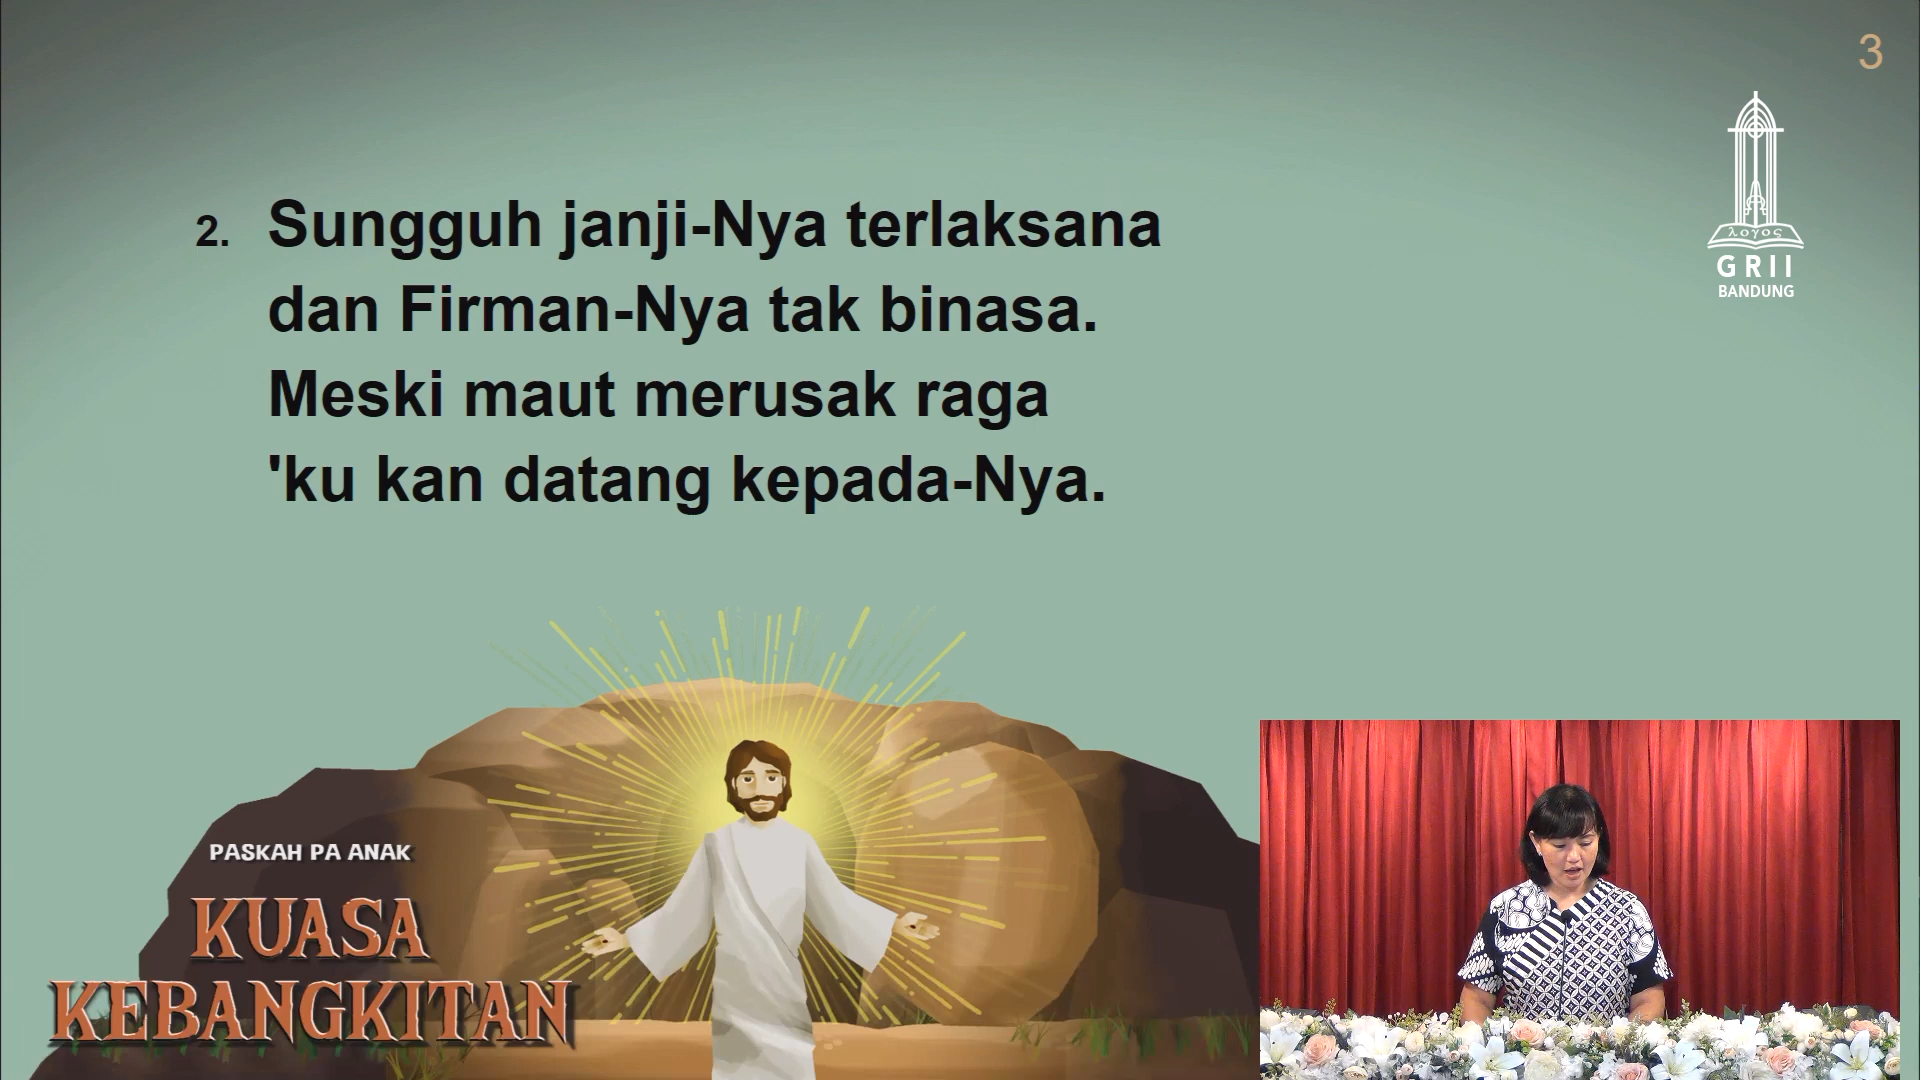 3
2. Sungguh janji-Nya terlaksana
dan Firman-Nya tak binasa.
Meski maut merusak raga
'ku kan datang kepada-Nya.
λογος
GRII
BANDUNG
PASKAH PA ANAK
KUASA
KEBANGKITAN